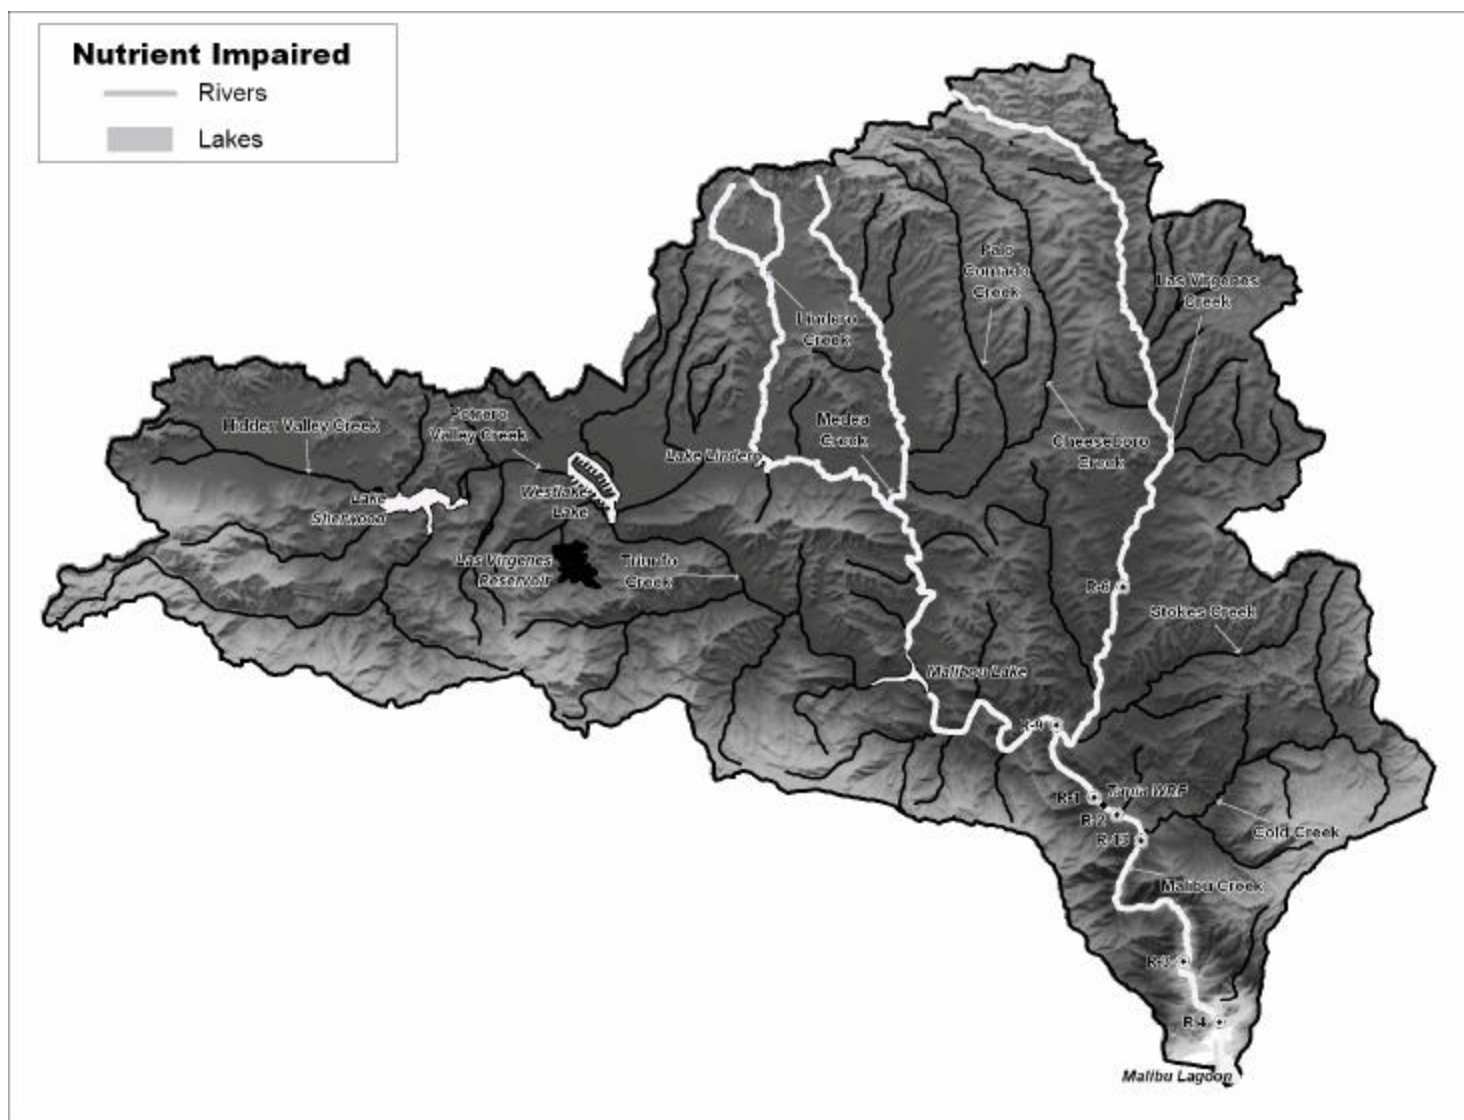 Nutrient Impaired
Rivers
Lakes
Palo
Comado
Creek
Las Virgenes
Creek
Lindero
Creek
Hidden Valley Creek
Potrero
Valley Creek
Medea
Creek
Cheeseboro
Creek
Lake Lindero
Lake
Sherwood
Westlake
Lake
Las Virgenes
Reservoir
Triunfo
Creek
R-6
Stokes Creek
Malibou Lake
R-9
R-1
Tapia WRF
R-2
R-13
Cold Creek
Malibu Creek
R-4
Malibu Lagoon